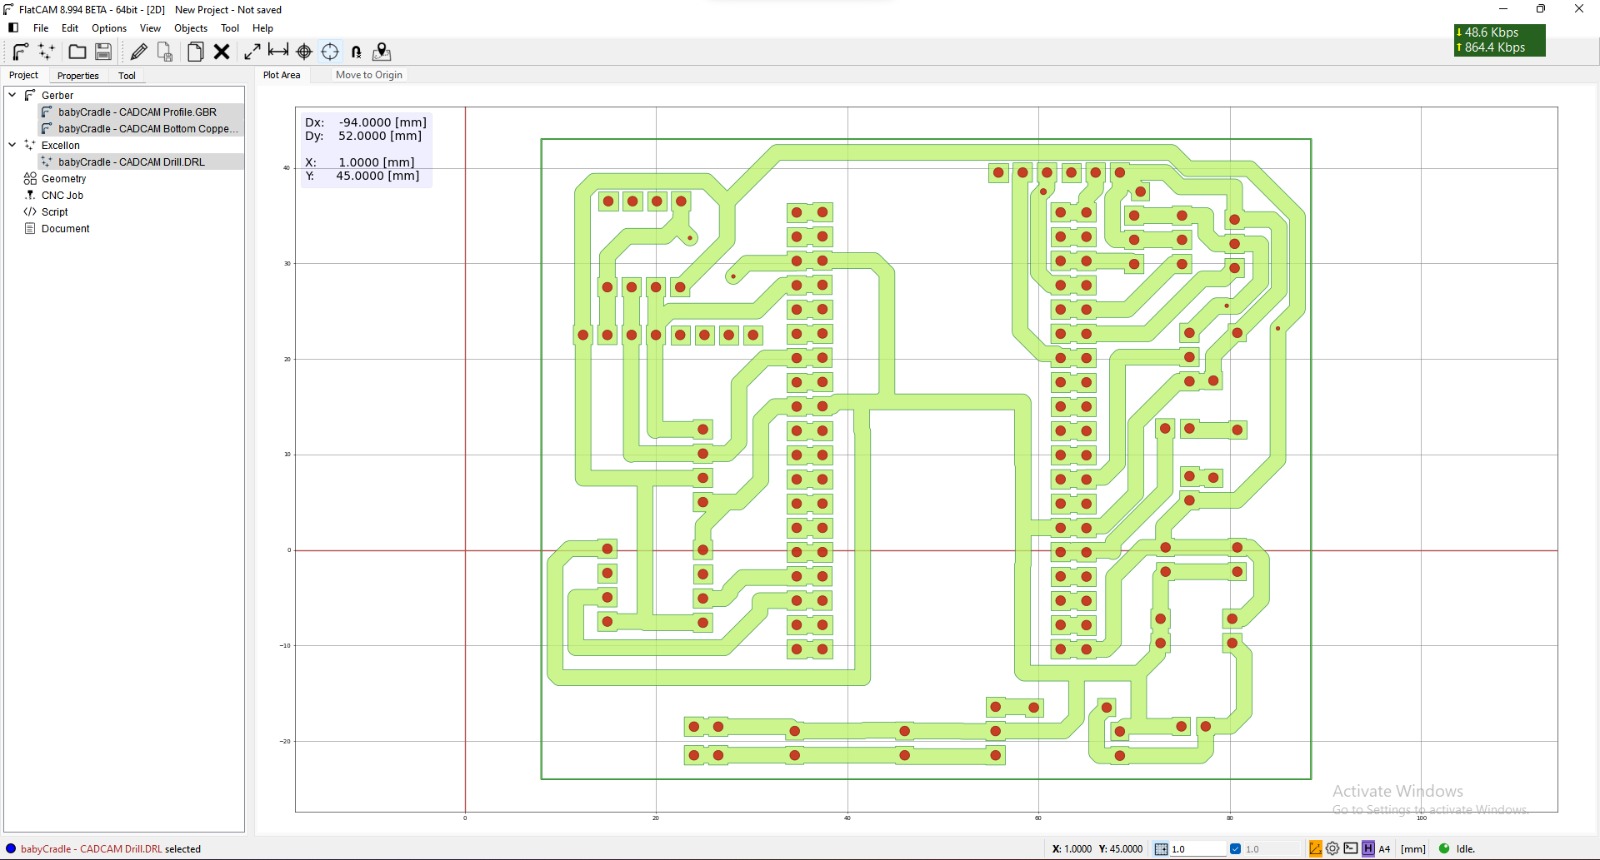 FlatCAM 8.994 BETA - 64bit - [2D]    New Project - Not saved
File Edit Options View Objects Tool Help
48.6 Kbps
864.4 Kbps
Project Properties Tool Plot Area Move to Origin
Gerber
babyCradle - CADCAM Profile.GBR
babyCradle - CADCAM Bottom Coppe...
Excellon
babyCradle - CADCAM Drill.DRL
Geometry
CNC Job
Script
Document
Dx: -94.0000 [mm]
Dy: 52.0000 [mm]
X: 1.0000 [mm]
Y: 45.0000 [mm]
40
30
20
10
0
-10
-20
0 20 40 60 80 100
Activate Windows
Go to Settings to activate Windows.
babyCradle - CADCAM Drill.DRL selected X: 1.0000 Y: 45.0000 1.0 1.0 H A4 [mm] Idle.